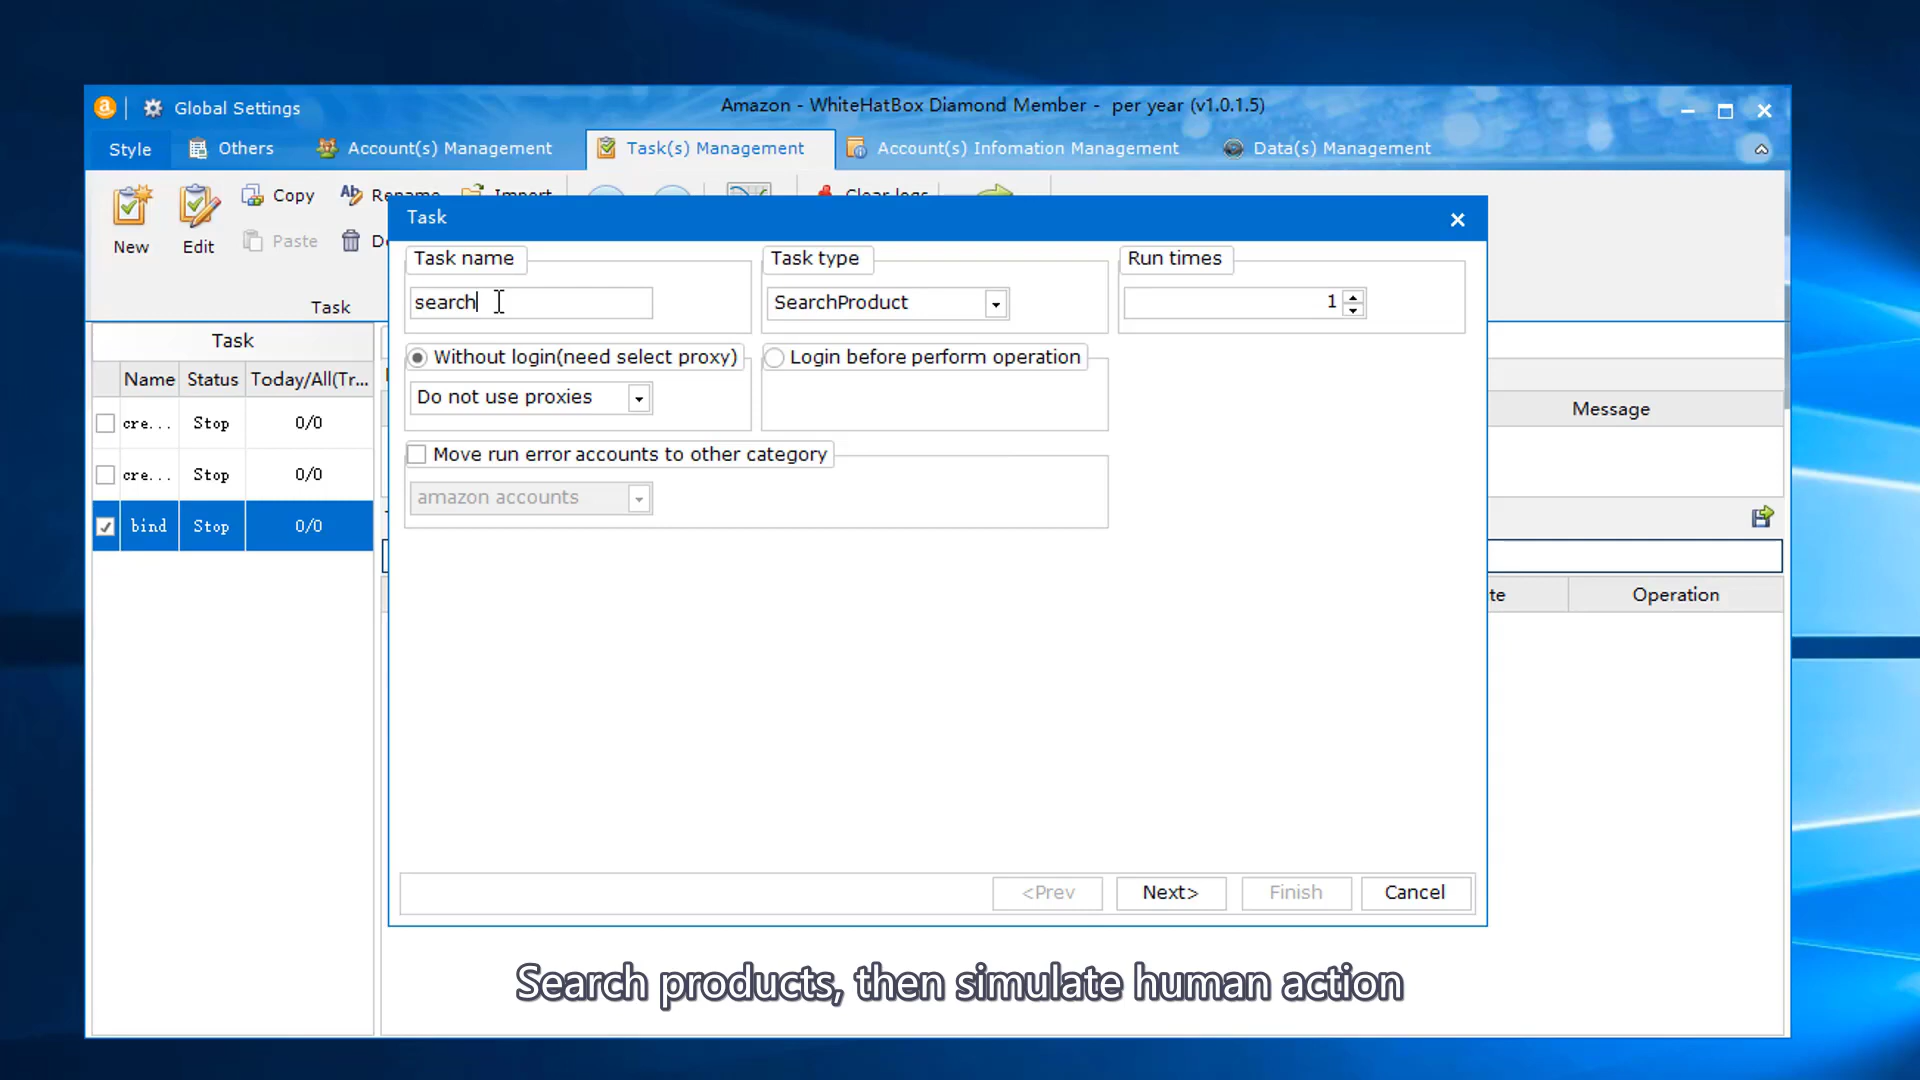 Global Settings
Amazon - WhiteHatBox Diamond Member - per year (v1.0.1.5)
Style
Others
Account(s) Management
Task(s) Management
Account(s) Infomation Management
Data(s) Management
New
Edit
Copy
Paste
Rename
Import
Clear logs
Task
Task
Task name
Task type
Run times
search
SearchProduct
1
Without login(need select proxy)
Login before perform operation
Do not use proxies
Move run error accounts to other category
amazon accounts
<Prev
Next>
Finish
Cancel
Task
Name Status Today/All(Tr...
cre... Stop 0/0
cre... Stop 0/0
bind Stop 0/0
Message
Operation
Search products, then simulate human action